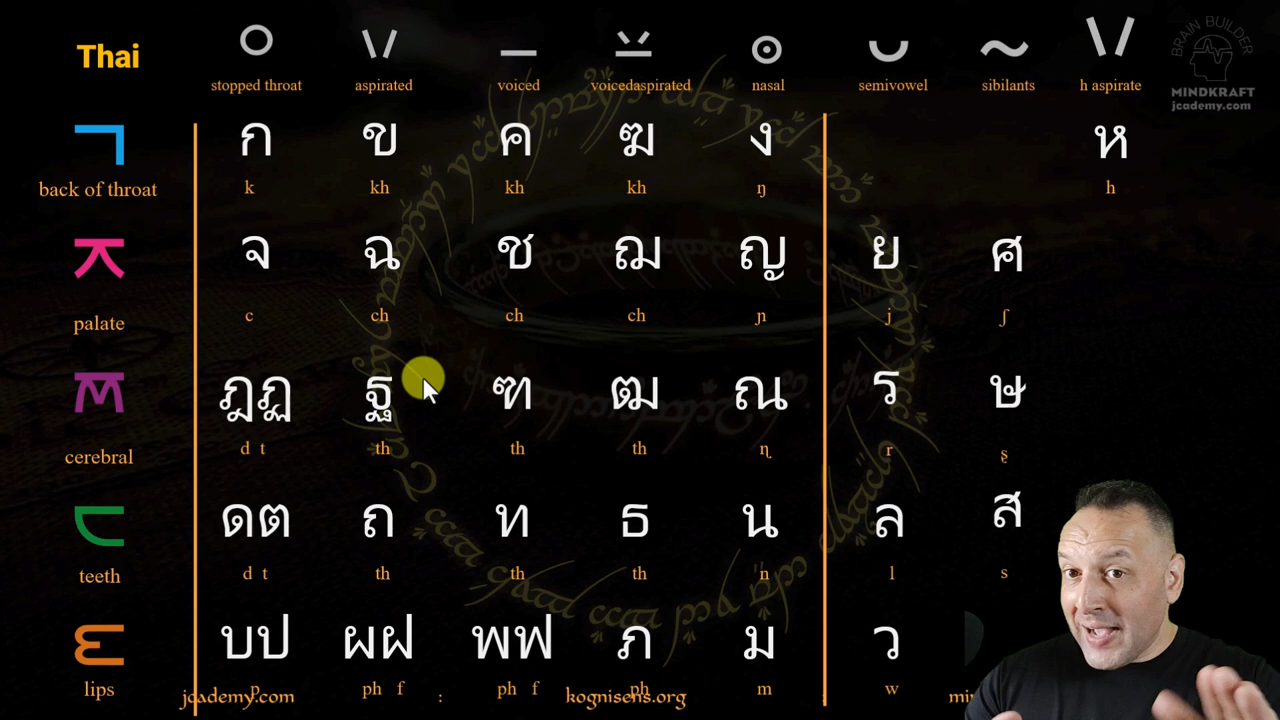 Thai
stopped throat aspirated voiced voicedaspirated nasal semivowel sibilants h aspirate
BRAIN BUILDER
MINDKRAFT
jcademy.com
ก ข ค ฆ ง ห
back of throat k kh kh kh ŋ h
จ ฉ ช ฌ ญ ย ศ
palate c ch ch ch ɲ j ʃ
ฎฏ ฐ ฑ ฒ ณ ร ษ
cerebral d t th th th ɳ r ʂ
ดต ถ ท ธ น ล ส
teeth d t th th th n l s
บป ผฝ พฟ ภ ม ว
lips p ph f ph f ph m w
jcademy.com : kognisens.org :